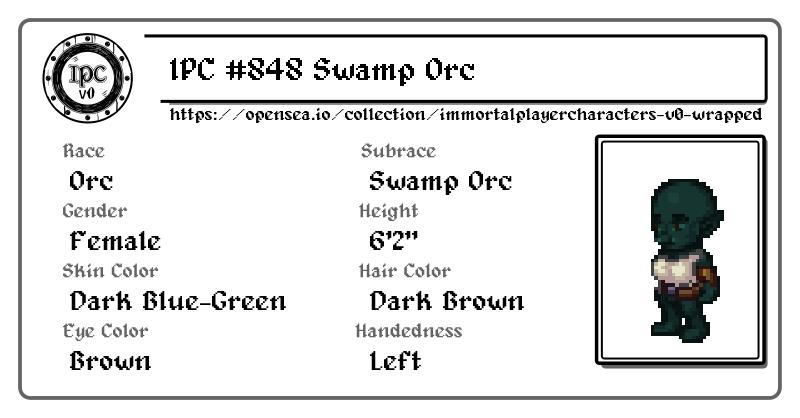 IPC
v0
IPC #848 Swamp Orc
https://opensea.io/collection/immortalplayercharacters-v0-wrapped
Race
Subrace
Orc
Swamp Orc
Gender
Height
Female
6'2"
Skin Color
Hair Color
Dark Blue-Green
Dark Brown
Eye Color
Handedness
Brown
Left